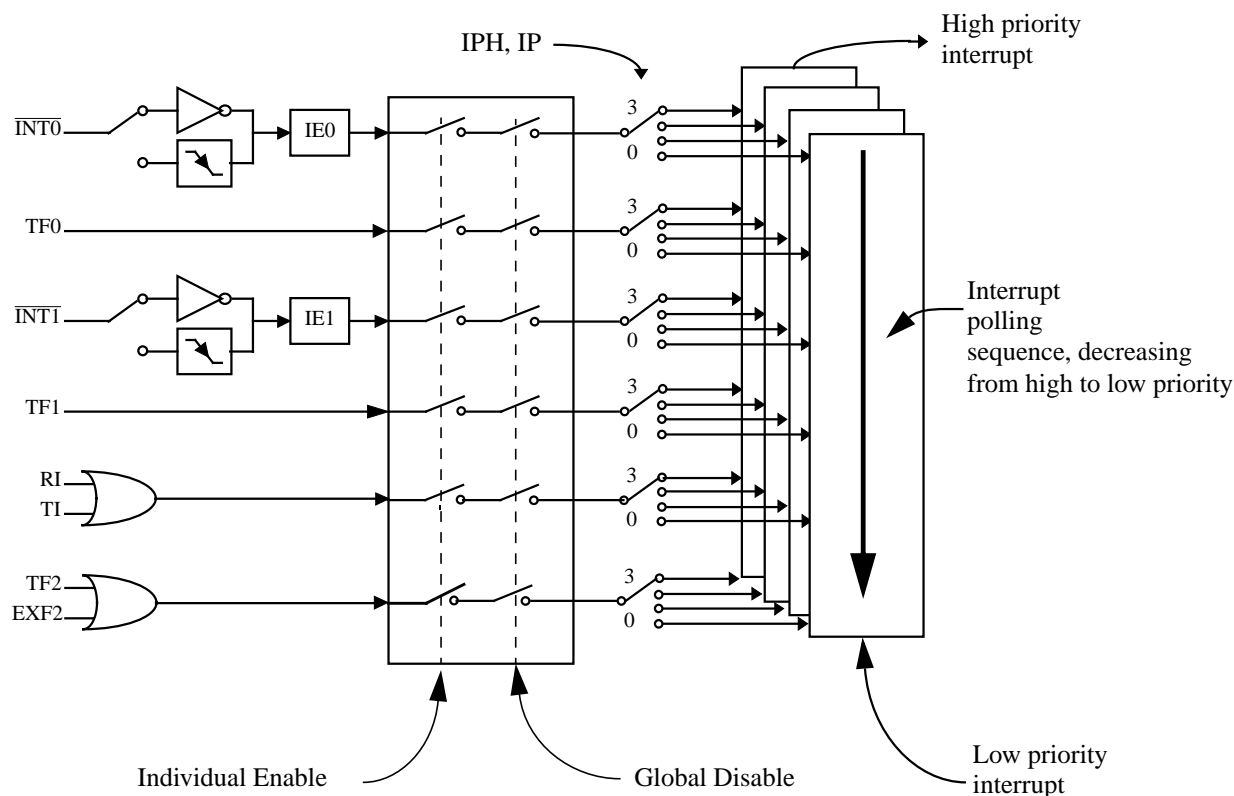 High priority
interrupt
IPH, IP
INT0
IE0
3
0
TF0
3
0
INT1
IE1
3
0
Interrupt
polling
sequence, decreasing
from high to low priority
TF1
3
0
RI
TI
3
0
TF2
EXF2
3
0
Individual Enable
Global Disable
Low priority
interrupt